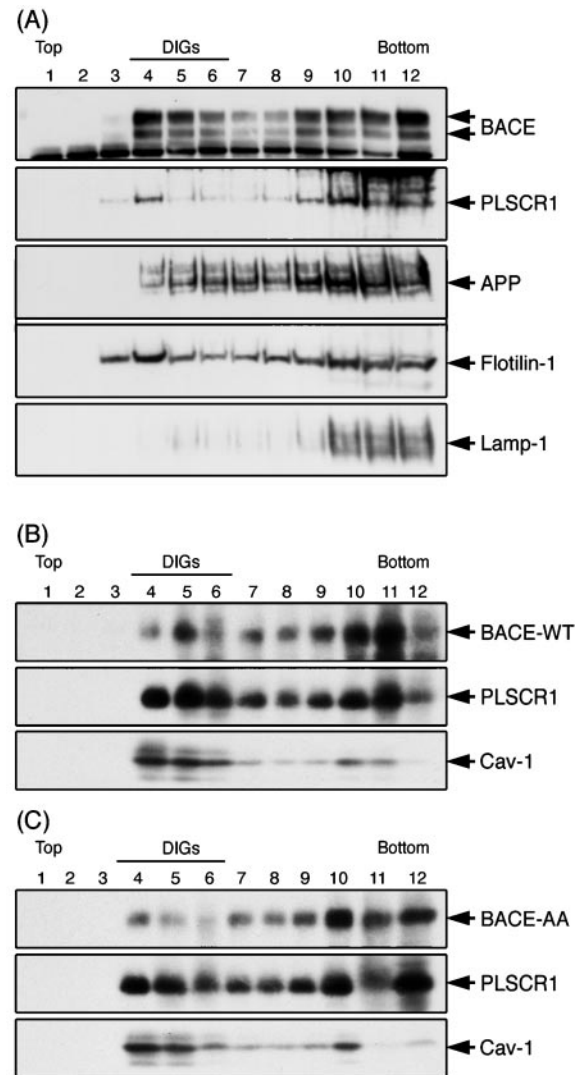 (A)
Top DIGs Bottom
1 2 3 4 5 6 7 8 9 10 11 12
BACE
PLSCR1
APP
Flotilin-1
Lamp-1
(B)
Top DIGs Bottom
1 2 3 4 5 6 7 8 9 10 11 12
BACE-WT
PLSCR1
Cav-1
(C)
Top DIGs Bottom
1 2 3 4 5 6 7 8 9 10 11 12
BACE-AA
PLSCR1
Cav-1